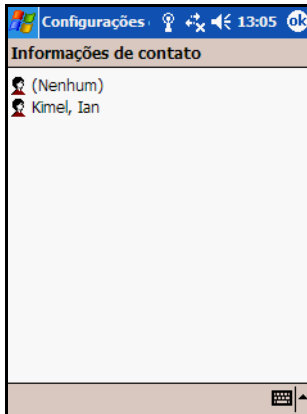 Configurações 13:05 ok
Informações de contato
(Nenhum)
Kimel, Ian